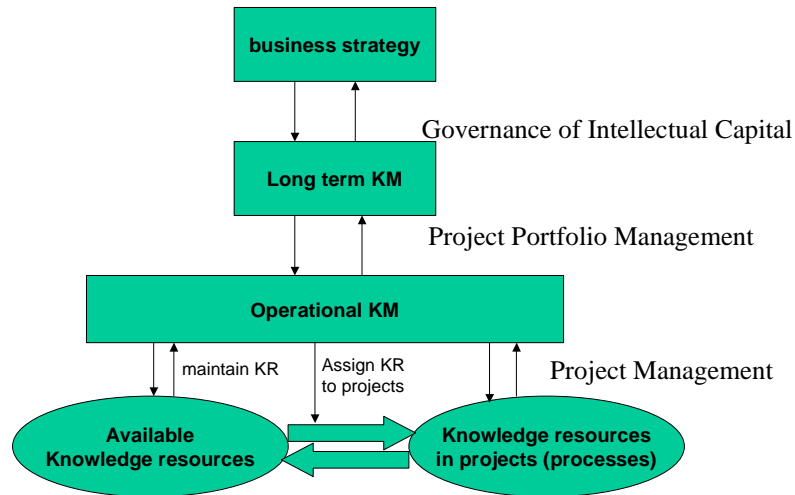 business strategy
Governance of Intellectual Capital
Long term KM
Project Portfolio Management
Operational KM
maintain KR
Assign KR
to projects
Project Management
Available
Knowledge resources
Knowledge resources
in projects (processes)